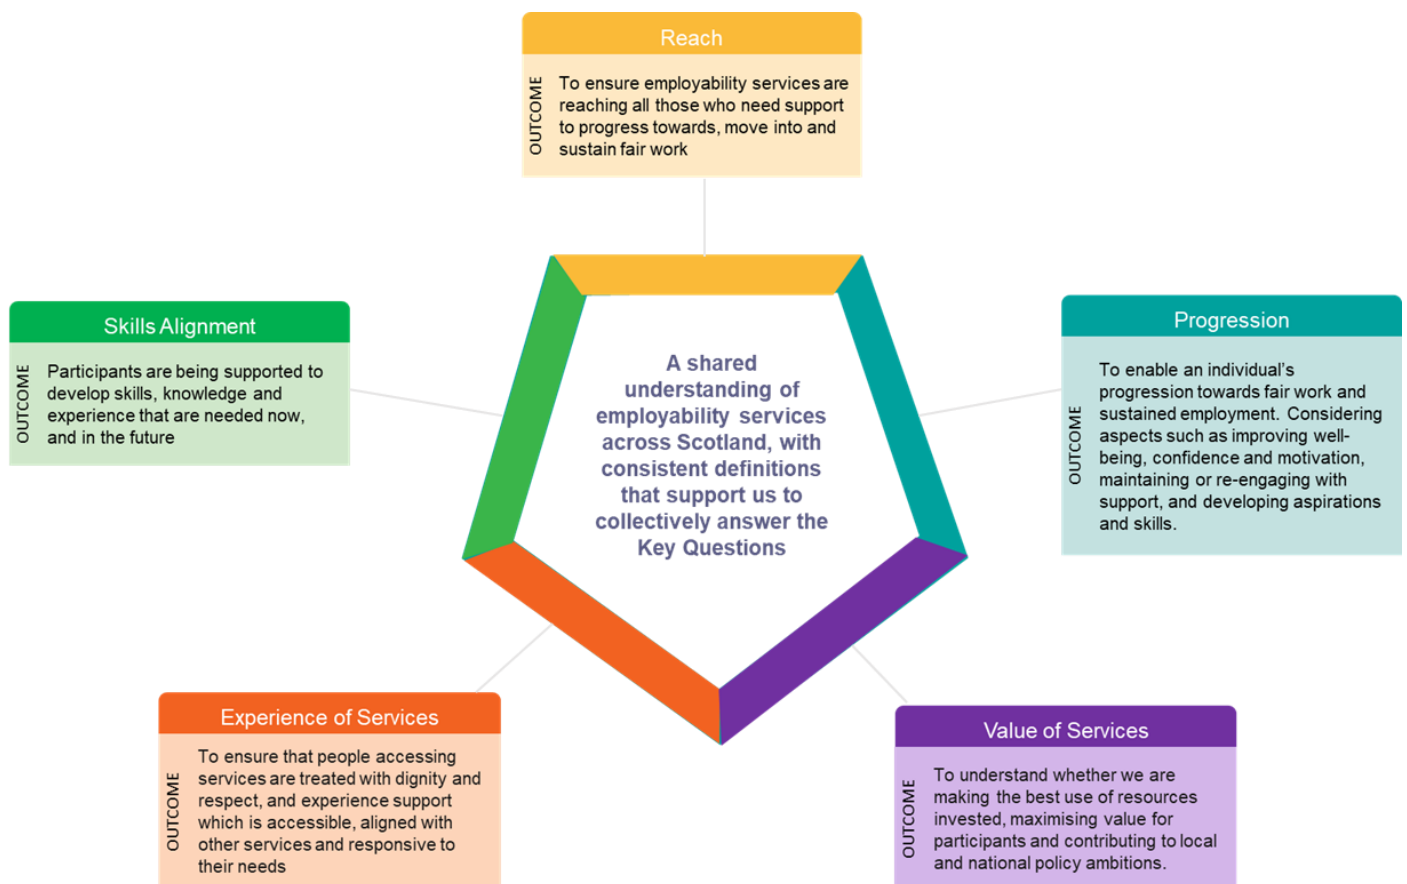 Reach
OUTCOME
To ensure employability services are
reaching all those who need support
to progress towards, move into and
sustain fair work
Skills Alignment
OUTCOME
Participants are being supported to
develop skills, knowledge and
experience that are needed now,
and in the future
A shared
understanding of
employability services
across Scotland, with
consistent definitions
that support us to
collectively answer the
Key Questions
Progression
OUTCOME
To enable an individual's
progression towards fair work and
sustained employment. Considering
aspects such as improving well-
being, confidence and motivation,
maintaining or re-engaging with
support, and developing aspirations
and skills.
Experience of Services
OUTCOME
To ensure that people accessing
services are treated with dignity and
respect, and experience support
which is accessible, aligned with
other services and responsive to
their needs
Value of Services
OUTCOME
To understand whether we are
making the best use of resources
invested, maximising value for
participants and contributing to local
and national policy ambitions.